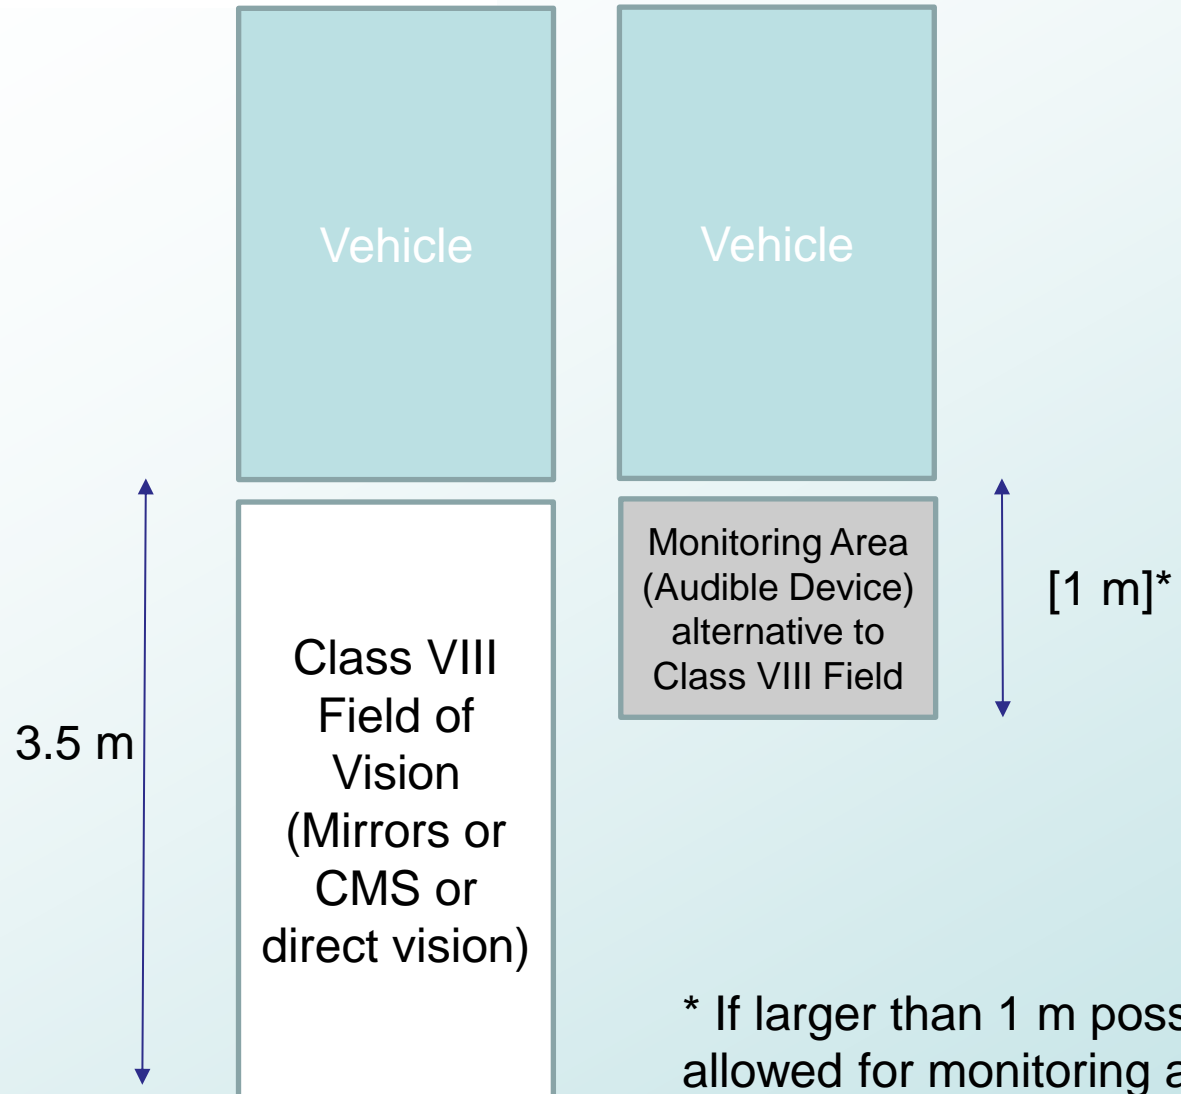 Vehicle
Vehicle
3.5 m
Class VIII
Field of
Vision
(Mirrors or
CMS or
direct vision)
Monitoring Area
(Audible Device)
alternative to
Class VIII Field
[1 m]*
* If larger than 1 m
allowed for monitoring